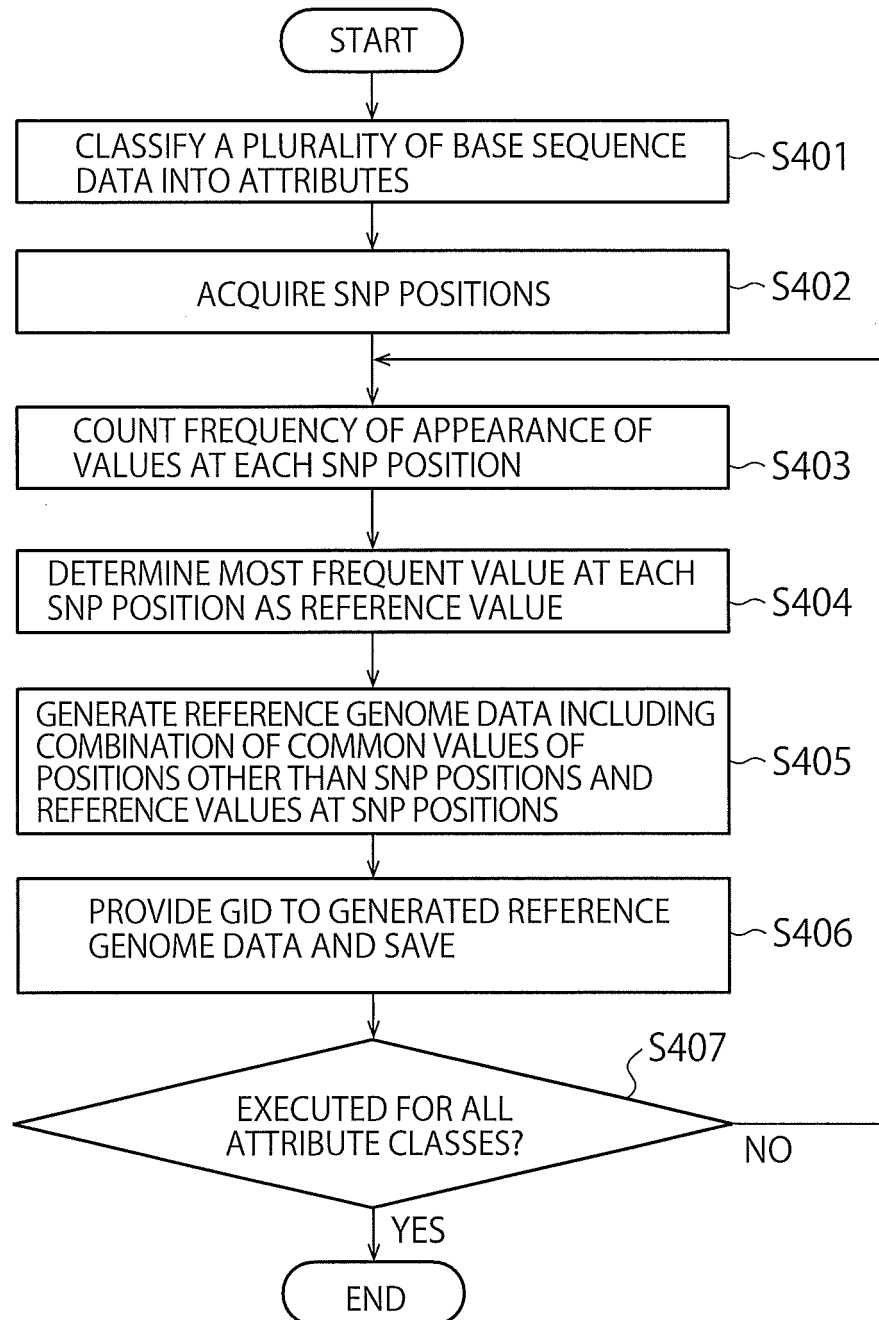 START
CLASSIFY A PLURALITY OF BASE SEQUENCE
DATA INTO ATTRIBUTES
S401
ACQUIRE SNP POSITIONS
S402
COUNT FREQUENCY OF APPEARANCE OF
VALUES AT EACH SNP POSITION
S403
DETERMINE MOST FREQUENT VALUE AT EACH
SNP POSITION AS REFERENCE VALUE
S404
GENERATE REFERENCE GENOME DATA INCLUDING
COMBINATION OF COMMON VALUES OF
POSITIONS OTHER THAN SNP POSITIONS AND
REFERENCE VALUES AT SNP POSITIONS
S405
PROVIDE GID TO GENERATED REFERENCE
GENOME DATA AND SAVE
S406
S407
EXECUTED FOR ALL
ATTRIBUTE CLASSES?
NO
YES
END